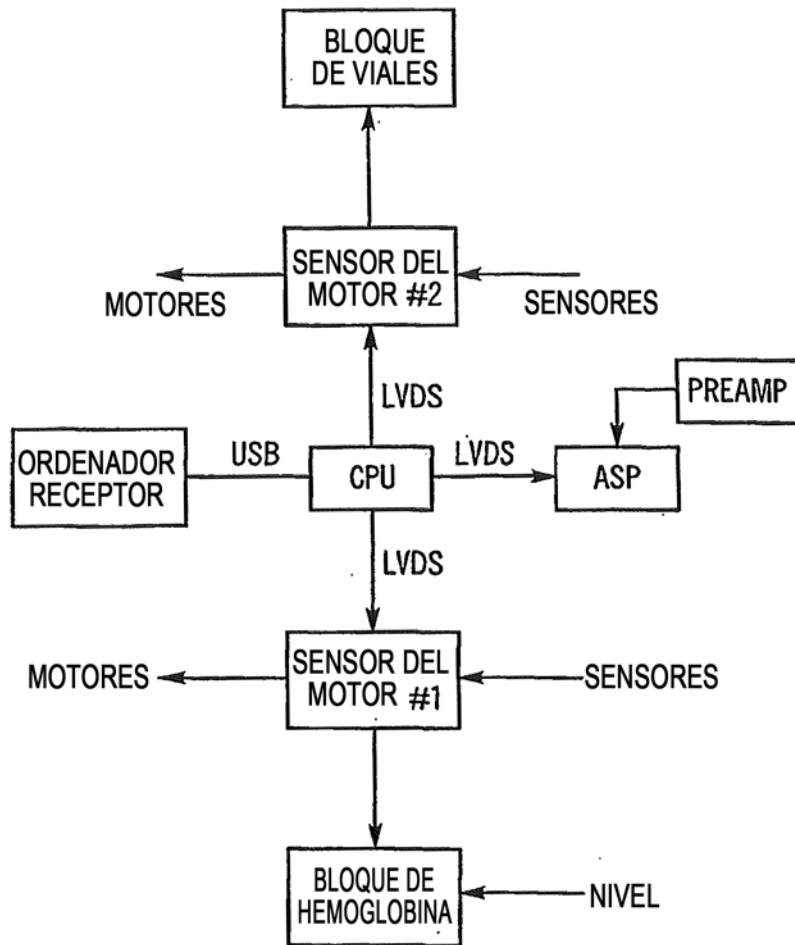 BLOQUE
DE VIALES
SENSOR DEL
MOTOR #2
MOTORES
SENSORES
LVDS
PREAMP
ORDENADOR
RECEPTOR
USB
CPU
LVDS
ASP
LVDS
SENSOR DEL
MOTOR #1
MOTORES
SENSORES
BLOQUE DE
HEMOGLOBINA
NIVEL